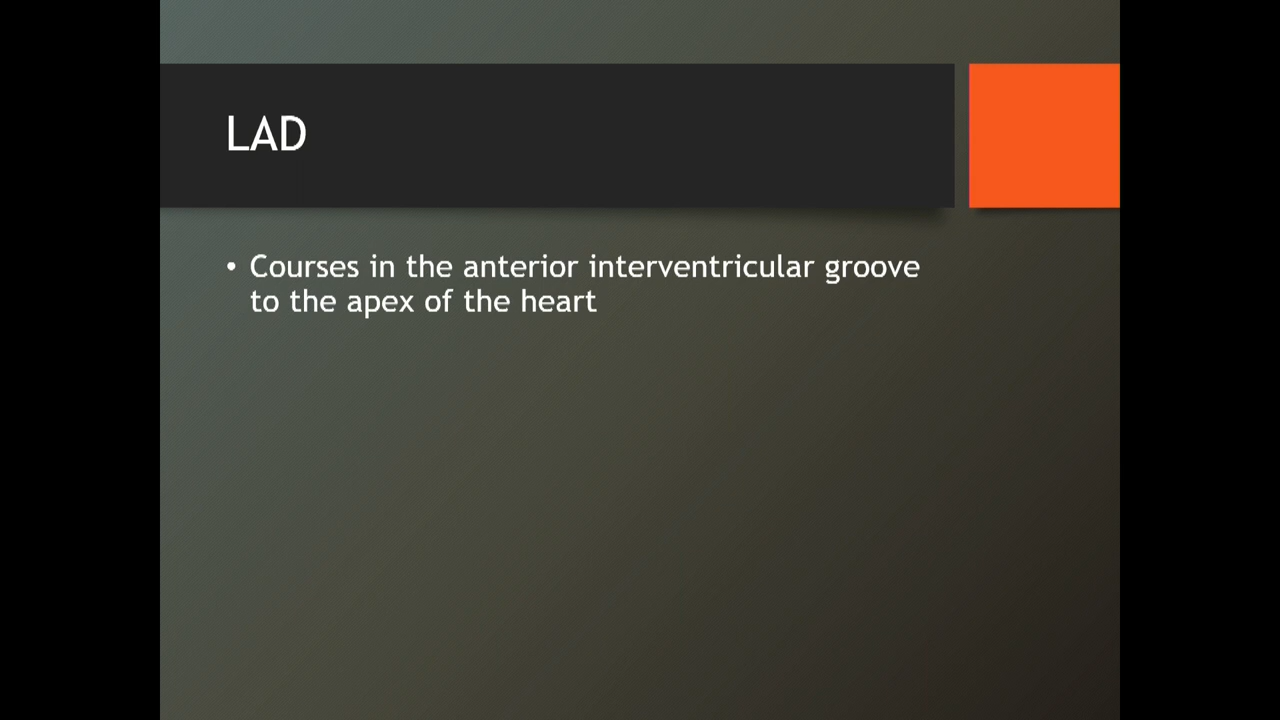 LAD
• Courses in the anterior interventricular groove
to the apex of the heart